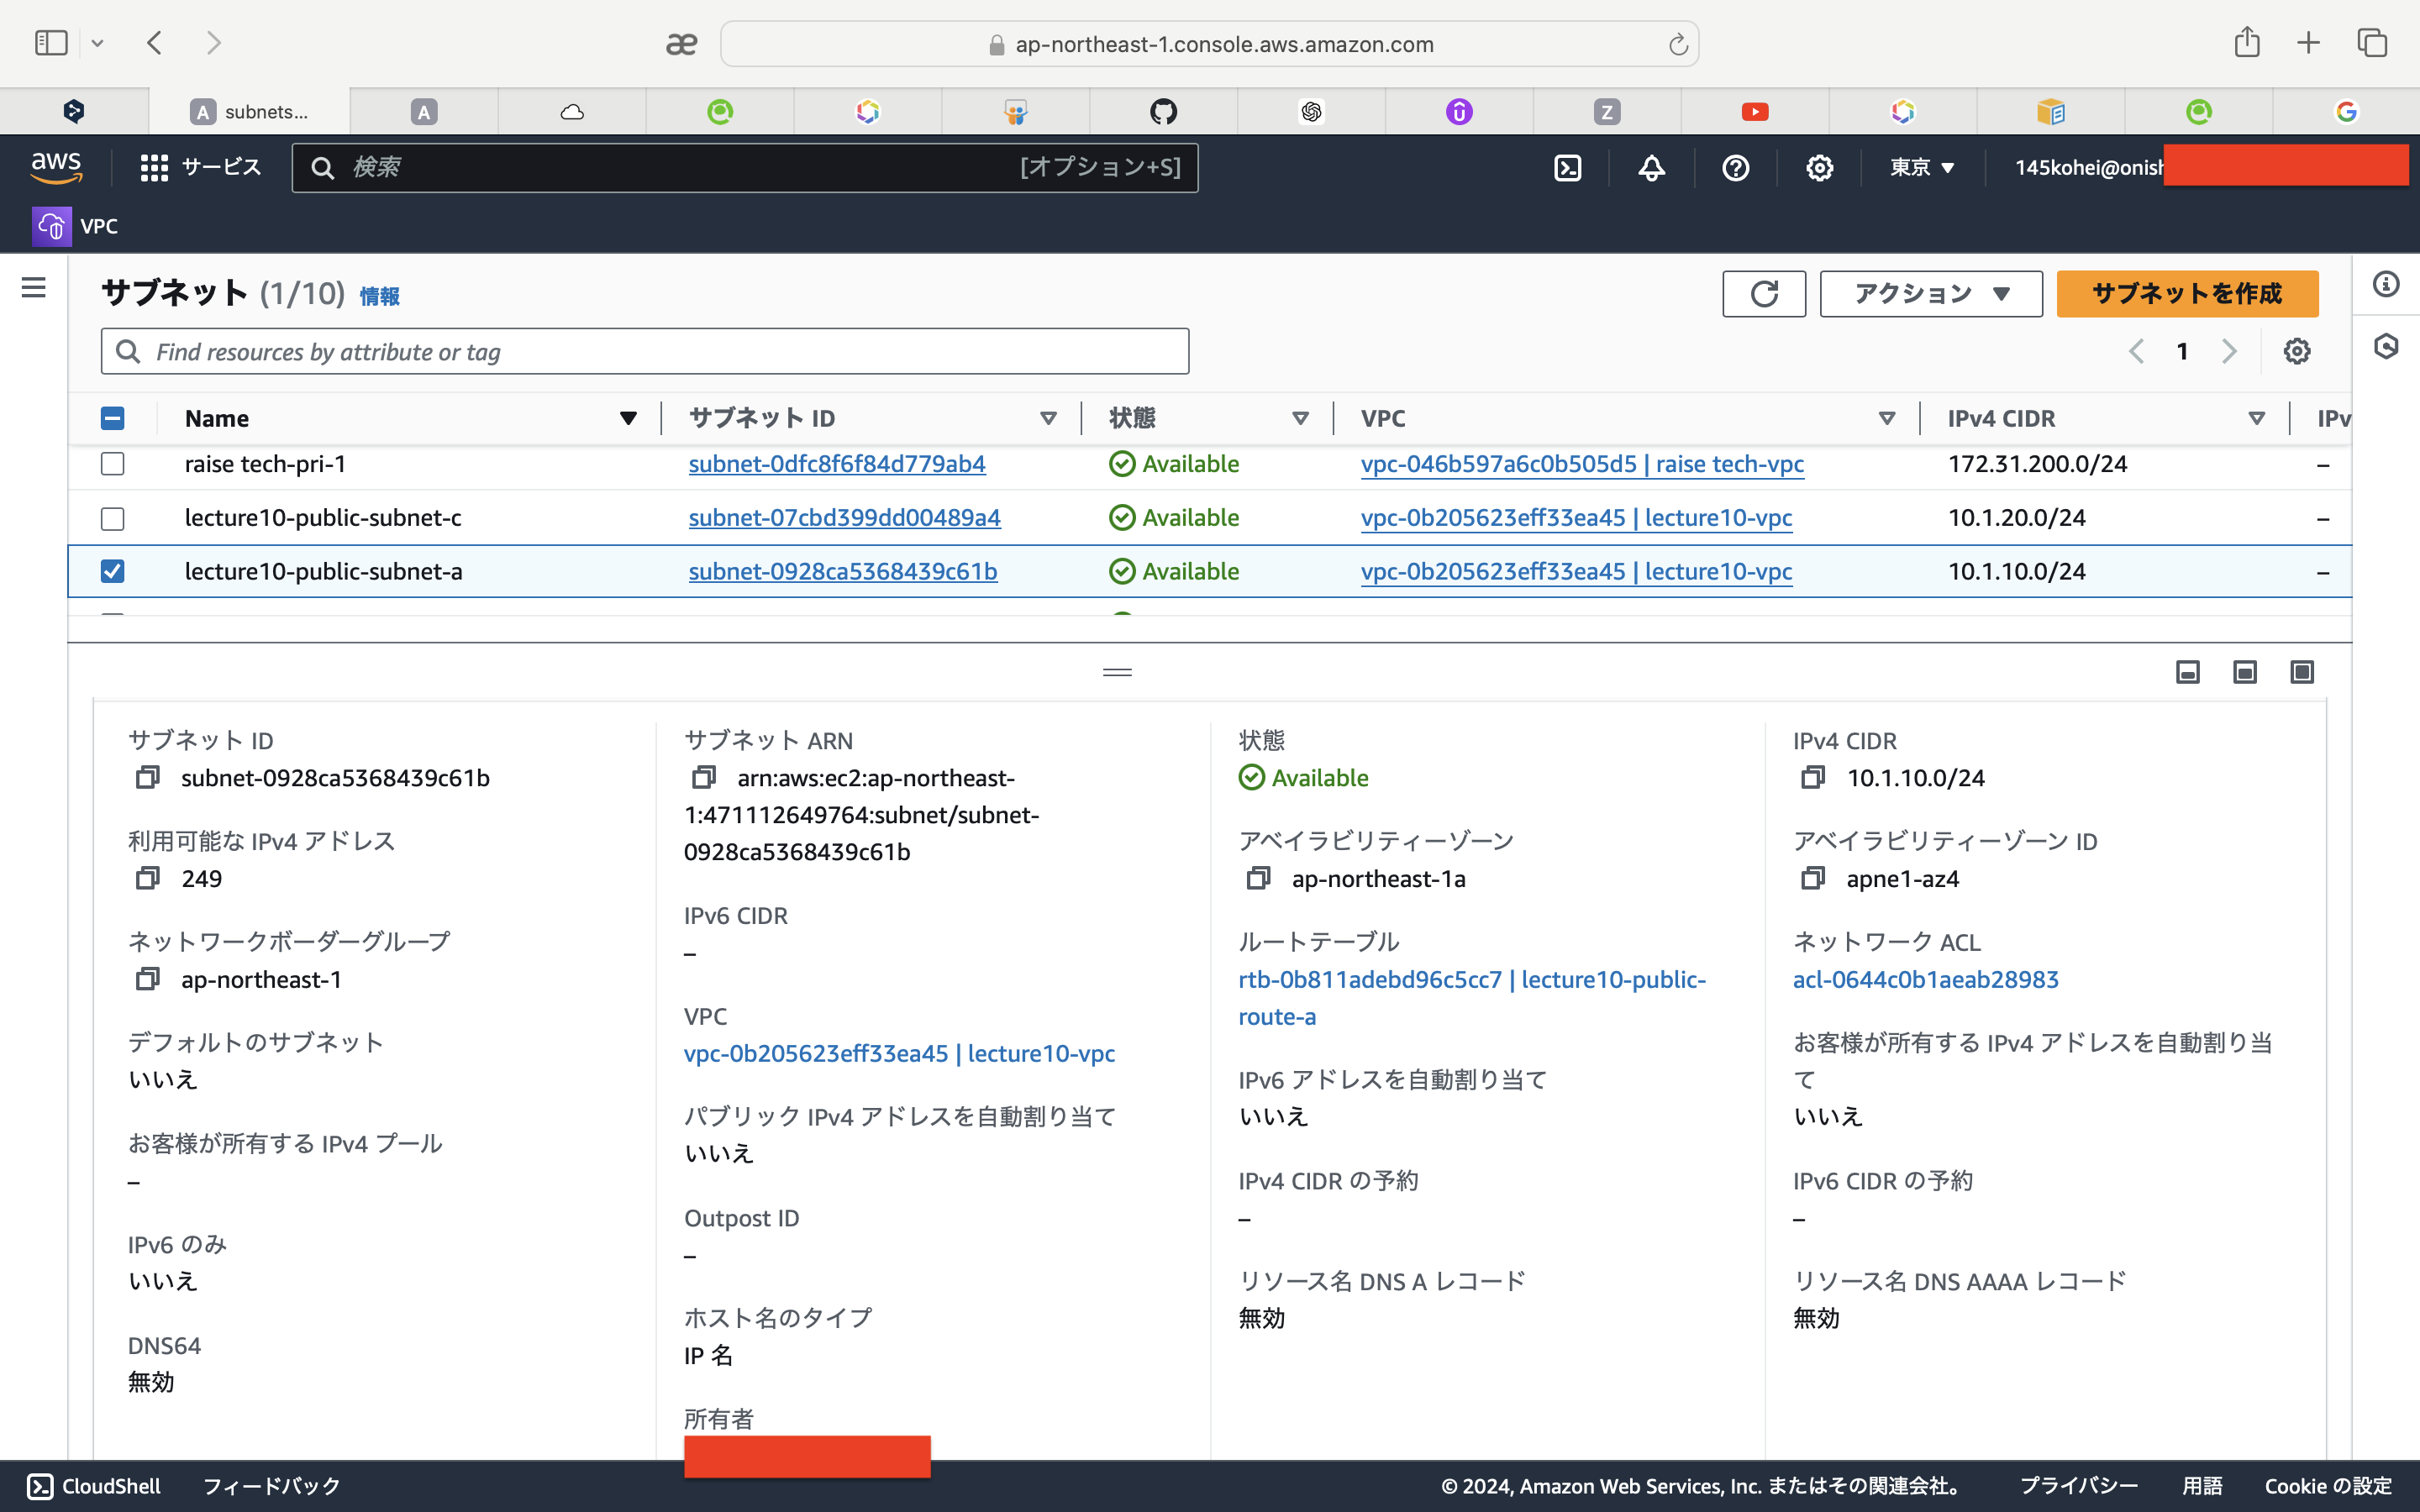 ap-northeast-1.console.aws.amazon.com
subnets...
aws
サービス
検索
[オプション+S]
東京
145kohei@onish
VPC
サブネット (1/10) 情報
アクション
サブネットを作成
Find resources by attribute or tag
1
Name
サブネット ID
状態
VPC
IPv4 CIDR
IPv
raise tech-pri-1
subnet-0dfc8f6f84d779ab4
Available
vpc-046b597a6c0b505d5 | raise tech-vpc
172.31.200.0/24
–
lecture10-public-subnet-c
subnet-07cbd399dd00489a4
Available
vpc-0b205623eff33ea45 | lecture10-vpc
10.1.20.0/24
–
lecture10-public-subnet-a
subnet-0928ca5368439c61b
Available
vpc-0b205623eff33ea45 | lecture10-vpc
10.1.10.0/24
–
サブネット ID
subnet-0928ca5368439c61b
利用可能な IPv4 アドレス
249
ネットワークボーダーグループ
ap-northeast-1
デフォルトのサブネット
いいえ
お客様が所有する IPv4 プール
–
IPv6 のみ
いいえ
DNS64
無効
サブネット ARN
arn:aws:ec2:ap-northeast-
1:471112649764:subnet/subnet-
0928ca5368439c61b
IPv6 CIDR
–
VPC
vpc-0b205623eff33ea45 | lecture10-vpc
パブリック IPv4 アドレスを自動割り当て
いいえ
Outpost ID
–
ホスト名のタイプ
IP 名
所有者
状態
Available
アベイラビリティーゾーン
ap-northeast-1a
ルートテーブル
rtb-0b811adebd96c5cc7 | lecture10-public-
route-a
IPv6 アドレスを自動割り当て
いいえ
IPv4 CIDR の予約
–
リソース名 DNS A レコード
無効
IPv4 CIDR
10.1.10.0/24
アベイラビリティーゾーン ID
apne1-az4
ネットワーク ACL
acl-0644c0b1aeab28983
お客様が所有する IPv4 アドレスを自動割り当
て
いいえ
IPv6 CIDR の予約
–
リソース名 DNS AAAA レコード
無効
CloudShell
フィードバック
© 2024, Amazon Web Services, Inc. またはその関連会社。
プライバシー
用語
Cookie の設定